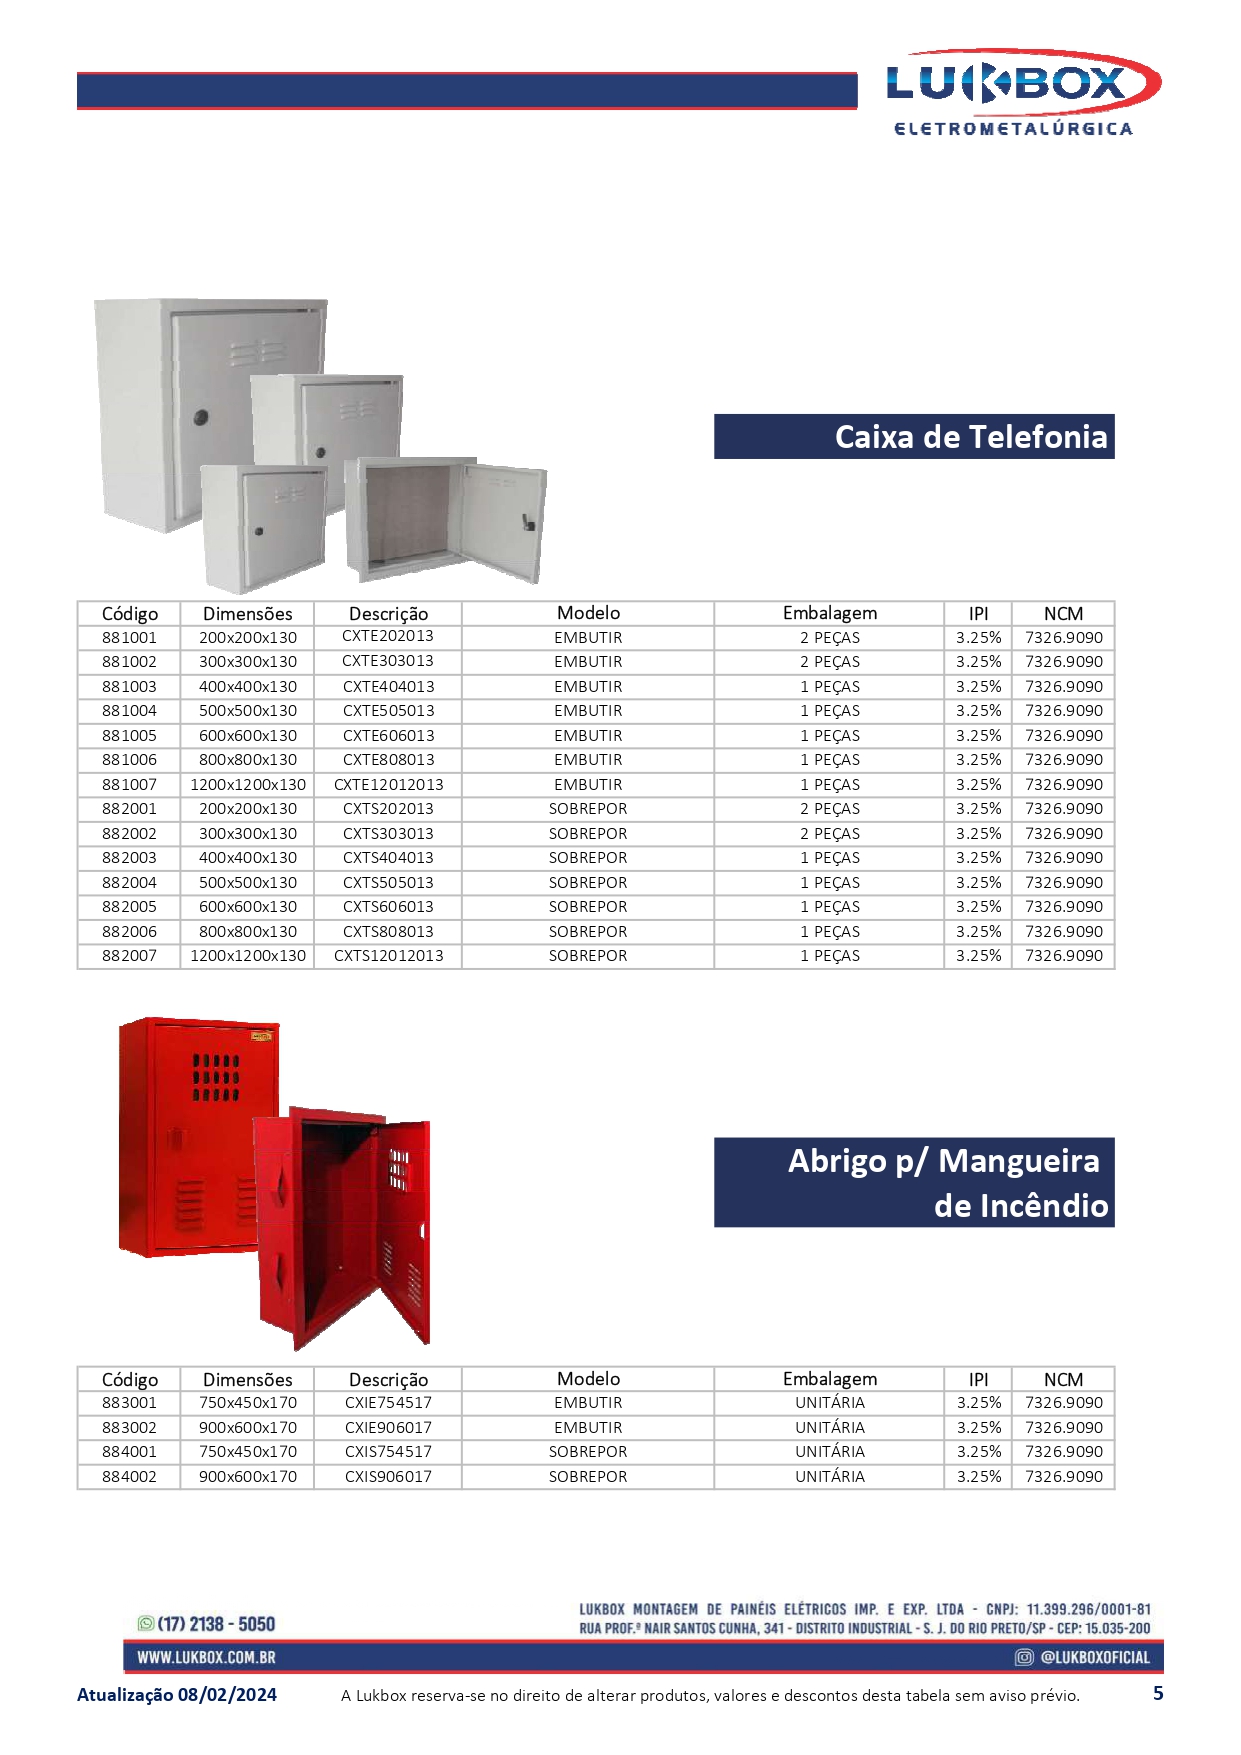 LUKBOX
ELETROMETALÚRGICA
Caixa de Telefonia
Código Dimensões Descrição Modelo Embalagem IPI NCM
881001 200x200x130 CXTE202013 EMBUTIR 2 PEÇAS 3.25% 7326.9090
881002 300x300x130 CXTE303013 EMBUTIR 2 PEÇAS 3.25% 7326.9090
881003 400x400x130 CXTE404013 EMBUTIR 1 PEÇAS 3.25% 7326.9090
881004 500x500x130 CXTE505013 EMBUTIR 1 PEÇAS 3.25% 7326.9090
881005 600x600x130 CXTE606013 EMBUTIR 1 PEÇAS 3.25% 7326.9090
881006 800x800x130 CXTE808013 EMBUTIR 1 PEÇAS 3.25% 7326.9090
881007 1200x1200x130 CXTE12012013 EMBUTIR 1 PEÇAS 3.25% 7326.9090
882001 200x200x130 CXTS202013 SOBREPOR 2 PEÇAS 3.25% 7326.9090
882002 300x300x130 CXTS303013 SOBREPOR 2 PEÇAS 3.25% 7326.9090
882003 400x400x130 CXTS404013 SOBREPOR 1 PEÇAS 3.25% 7326.9090
882004 500x500x130 CXTS505013 SOBREPOR 1 PEÇAS 3.25% 7326.9090
882005 600x600x130 CXTS606013 SOBREPOR 1 PEÇAS 3.25% 7326.9090
882006 800x800x130 CXTS808013 SOBREPOR 1 PEÇAS 3.25% 7326.9090
882007 1200x1200x130 CXTS12012013 SOBREPOR 1 PEÇAS 3.25% 7326.9090
Abrigo p/ Mangueira
de Incêndio
Código Dimensões Descrição Modelo Embalagem IPI NCM
883001 750x450x170 CXIE754517 EMBUTIR UNITÁRIA 3.25% 7326.9090
883002 900x600x170 CXIE906017 EMBUTIR UNITÁRIA 3.25% 7326.9090
884001 750x450x170 CXIS754517 SOBREPOR UNITÁRIA 3.25% 7326.9090
884002 900x600x170 CXIS906017 SOBREPOR UNITÁRIA 3.25% 7326.9090
(17) 2138 - 5050
LUKBOX MONTAGEM DE PAINÉIS ELÉTRICOS IMP. E EXP. LTDA - CNPJ: 11.399.296/0001-81
RUA PROF.ª NAIR SANTOS CUNHA, 341 - DISTRITO INDUSTRIAL - S. J. DO RIO PRETO/SP - CEP: 15.035-200
WWW.LUKBOX.COM.BR @LUKBOXOFICIAL
Atualização 08/02/2024 A Lukbox reserva-se no direito de alterar produtos, valores e descontos desta tabela sem aviso prévio. 5